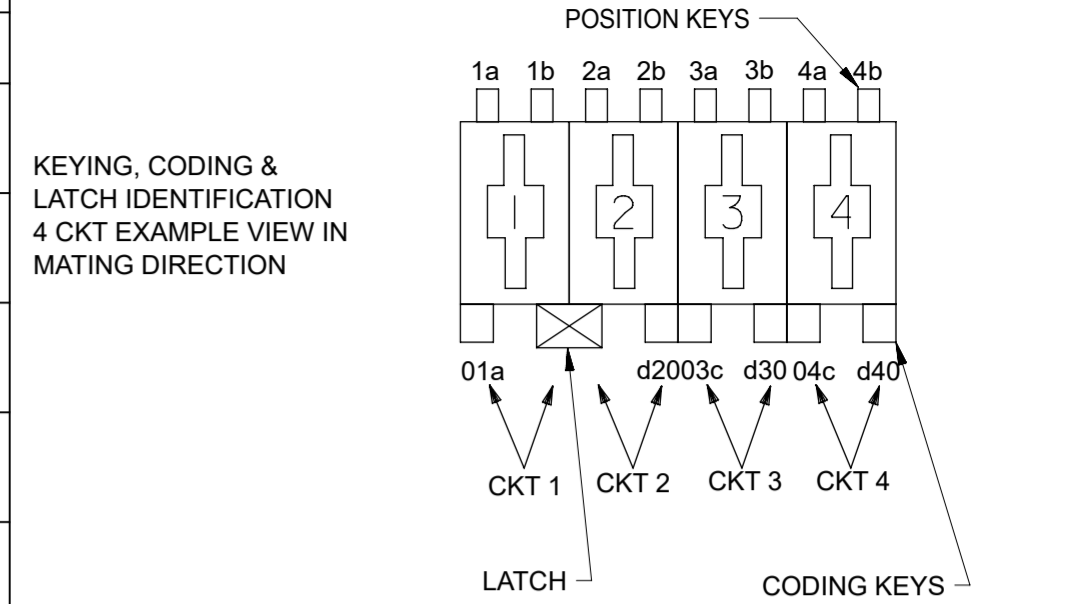 POSITION KEYS
1a 1b 2a 2b 3a 3b 4a 4b
KEYING, CODING &
LATCH IDENTIFICATION
4 CKT EXAMPLE VIEW IN
MATING DIRECTION
1 2 3 4
01a d2003c d30 04c d40
CKT 1 CKT 2 CKT 3 CKT 4
LATCH
CODING KEYS